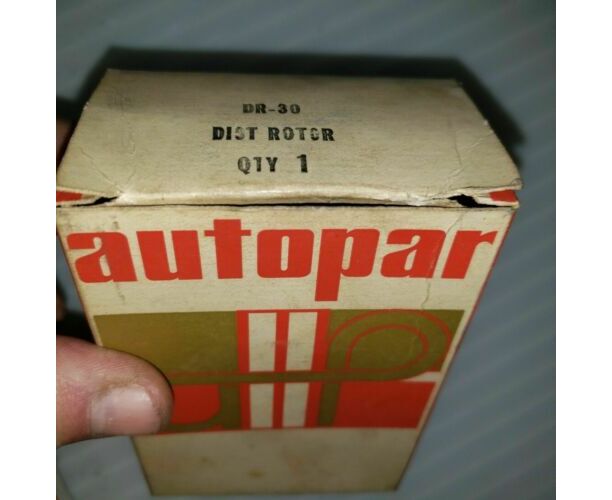 DR-30
DIST ROTOR
QTY 1
autopar